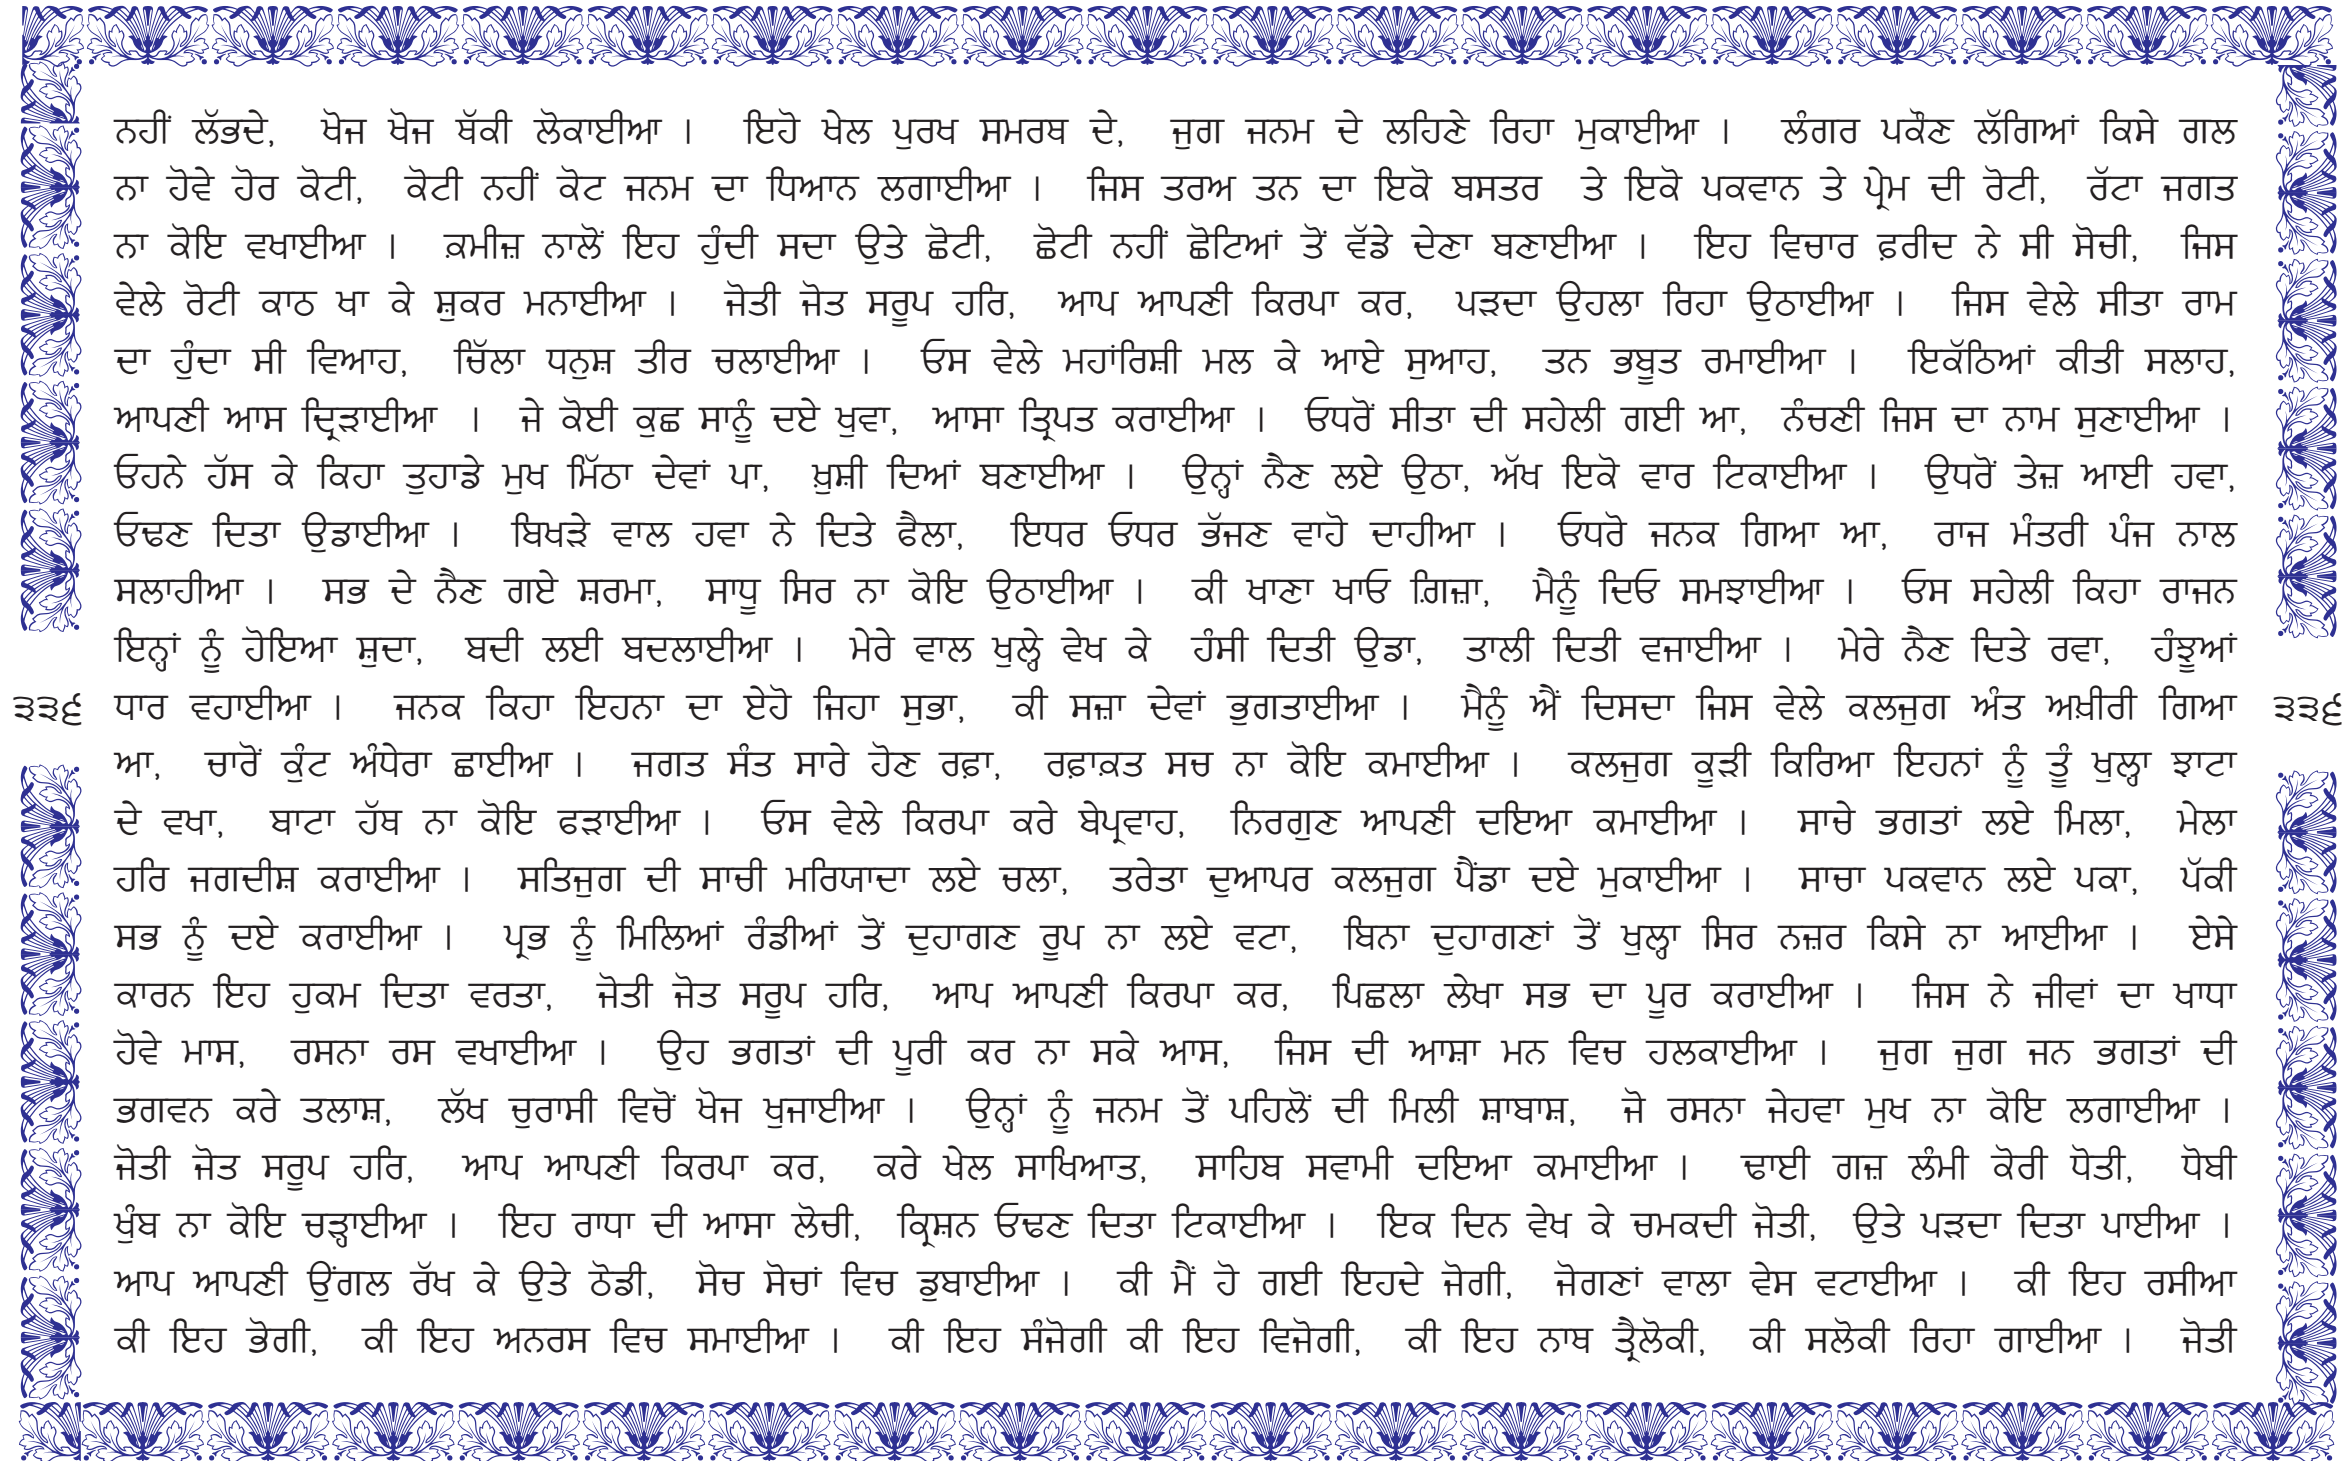 ਨਹੀਂ ਲੱਭਦੇ, ਖੋਜ ਖੋਜ ਥੱਕੀ ਲੋਕਾਈਆ । ਇਹੋ ਖੇਲ ਪੁਰਖ ਸਮਰਥ ਦੇ, ਜੁਗ ਜਨਮ ਦੇ ਲਹਿਣੇ ਰਿਹਾ ਮੁਕਾਈਆ । ਲੰਗਰ ਪਕੌਣ ਲੱਗਿਆਂ ਕਿਸੇ ਗਲ
ਨਾ ਹੋਵੇ ਹੋਰ ਕੋਟੀ, ਕੋਟੀ ਨਹੀਂ ਕੋਟ ਜਨਮ ਦਾ ਧਿਆਨ ਲਗਾਈਆ । ਜਿਸ ਤਰਅ ਤਨ ਦਾ ਇਕੋ ਬਸਤਰ ਤੇ ਇਕੋ ਪਕਵਾਨ ਤੇ ਪ੍ਰੇਮ ਦੀ ਰੋਟੀ, ਰੱਟਾ ਜਗਤ
ਨਾ ਕੋਇ ਵਖਾਈਆ । ਕ਼ਮੀਜ਼ ਨਾਲੋਂ ਇਹ ਹੁੰਦੀ ਸਦਾ ਉਤੇ ਛੋਟੀ, ਛੋਟੀ ਨਹੀਂ ਛੋਟਿਆਂ ਤੋਂ ਵੱਡੇ ਦੇਣਾ ਬਣਾਈਆ । ਇਹ ਵਿਚਾਰ ਫ਼ਰੀਦ ਨੇ ਸੀ ਸੋਚੀ, ਜਿਸ
ਵੇਲੇ ਰੋਟੀ ਕਾਠ ਖਾ ਕੇ ਸ਼ੁਕਰ ਮਨਾਈਆ । ਜੋਤੀ ਜੋਤ ਸਰੂਪ ਹਰਿ, ਆਪ ਆਪਣੀ ਕਿਰਪਾ ਕਰ, ਪੜਦਾ ਉਹਲਾ ਰਿਹਾ ਉਠਾਈਆ । ਜਿਸ ਵੇਲੇ ਸੀਤਾ ਰਾਮ
ਦਾ ਹੁੰਦਾ ਸੀ ਵਿਆਹ, ਚਿੱਲਾ ਧਨੁਸ਼ ਤੀਰ ਚਲਾਈਆ । ਓਸ ਵੇਲੇ ਮਹਾਂਰਿਸ਼ੀ ਮਲ ਕੇ ਆਏ ਸੁਆਹ, ਤਨ ਭਬੂਤ ਰਮਾਈਆ । ਇਕੱਠਿਆਂ ਕੀਤੀ ਸਲਾਹ,
ਆਪਣੀ ਆਸ ਦ੍ਰਿੜਾਈਆ । ਜੇ ਕੋਈ ਕੁਛ ਸਾਨੂੰ ਦਏ ਖੁਵਾ, ਆਸਾ ਤ੍ਰਿਪਤ ਕਰਾਈਆ । ਓਧਰੋਂ ਸੀਤਾ ਦੀ ਸਹੇਲੀ ਗਈ ਆ, ਨੰਚਣੀ ਜਿਸ ਦਾ ਨਾਮ ਸੁਣਾਈਆ ।
ਓਹਨੇ ਹੱਸ ਕੇ ਕਿਹਾ ਤੁਹਾਡੇ ਮੁਖ ਮਿੱਠਾ ਦੇਵਾਂ ਪਾ, ਖ਼ੁਸ਼ੀ ਦਿਆਂ ਬਣਾਈਆ । ਉਨ੍ਹਾਂ ਨੈਣ ਲਏ ਉਠਾ, ਅੱਖ ਇਕੋ ਵਾਰ ਟਿਕਾਈਆ । ਉਧਰੋਂ ਤੇਜ਼ ਆਈ ਹਵਾ,
ਓਢਣ ਦਿਤਾ ਉਡਾਈਆ । ਬਿਖੜੇ ਵਾਲ ਹਵਾ ਨੇ ਦਿਤੇ ਫੈਲਾ, ਇਧਰ ਓਧਰ ਭੱਜਣ ਵਾਹੋ ਦਾਹੀਆ । ਓਧਰੋ ਜਨਕ ਗਿਆ ਆ, ਰਾਜ ਮੰਤਰੀ ਪੰਜ ਨਾਲ
ਸਲਾਹੀਆ । ਸਭ ਦੇ ਨੈਣ ਗਏ ਸ਼ਰਮਾ, ਸਾਧੂ ਸਿਰ ਨਾ ਕੋਇ ਉਠਾਈਆ । ਕੀ ਖਾਣਾ ਖਾਓ ਗ਼ਿਜ਼ਾ, ਮੈਨੂੰ ਦਿਓ ਸਮਝਾਈਆ । ਓਸ ਸਹੇਲੀ ਕਿਹਾ ਰਾਜਨ
ਇਨ੍ਹਾਂ ਨੂੰ ਹੋਇਆ ਸ਼ੁਦਾ, ਬਦੀ ਲਈ ਬਦਲਾਈਆ । ਮੇਰੇ ਵਾਲ ਖੁਲ੍ਹੇ ਵੇਖ ਕੇ ਹੰਸੀ ਦਿਤੀ ਉਡਾ, ਤਾਲੀ ਦਿਤੀ ਵਜਾਈਆ । ਮੇਰੇ ਨੈਣ ਦਿਤੇ ਰਵਾ, ਹੰਝੂਆਂ
੩੩੬ ਧਾਰ ਵਹਾਈਆ । ਜਨਕ ਕਿਹਾ ਇਹਨਾ ਦਾ ਏਹੋ ਜਿਹਾ ਸੁਭਾ, ਕੀ ਸਜ਼ਾ ਦੇਵਾਂ ਭੁਗਤਾਈਆ । ਮੈਨੂੰ ਐਂ ਦਿਸਦਾ ਜਿਸ ਵੇਲੇ ਕਲਜੁਗ ਅੰਤ ਅਖ਼ੀਰੀ ਗਿਆ ੩੩੬
ਆ, ਚਾਰੋਂ ਕੁੰਟ ਅੰਧੇਰਾ ਛਾਈਆ । ਜਗਤ ਸੰਤ ਸਾਰੇ ਹੋਣ ਰਫ਼ਾ, ਰਫ਼ਾਕ਼ਤ ਸਚ ਨਾ ਕੋਇ ਕਮਾਈਆ । ਕਲਜੁਗ ਕੂੜੀ ਕਿਰਿਆ ਇਹਨਾਂ ਨੂੰ ਤੂੰ ਖੁਲ੍ਹਾ ਝਾਟਾ
ਦੇ ਵਖਾ, ਬਾਟਾ ਹੱਥ ਨਾ ਕੋਇ ਫੜਾਈਆ । ਓਸ ਵੇਲੇ ਕਿਰਪਾ ਕਰੇ ਬੇਪ੍ਰਵਾਹ, ਨਿਰਗੁਣ ਆਪਣੀ ਦਇਆ ਕਮਾਈਆ । ਸਾਚੇ ਭਗਤਾਂ ਲਏ ਮਿਲਾ, ਮੇਲਾ
ਹਰਿ ਜਗਦੀਸ਼ ਕਰਾਈਆ । ਸਤਿਜੁਗ ਦੀ ਸਾਚੀ ਮਰਿਯਾਦਾ ਲਏ ਚਲਾ, ਤਰੇਤਾ ਦੁਆਪਰ ਕਲਜੁਗ ਪੈਂਡਾ ਦਏ ਮੁਕਾਈਆ । ਸਾਚਾ ਪਕਵਾਨ ਲਏ ਪਕਾ, ਪੱਕੀ
ਸਭ ਨੂੰ ਦਏ ਕਰਾਈਆ । ਪ੍ਰਭ ਨੂੰ ਮਿਲਿਆਂ ਰੰਡੀਆਂ ਤੋਂ ਦੁਹਾਗਣ ਰੂਪ ਨਾ ਲਏ ਵਟਾ, ਬਿਨਾ ਦੁਹਾਗਣਾਂ ਤੋਂ ਖੁਲ੍ਹਾ ਸਿਰ ਨਜ਼ਰ ਕਿਸੇ ਨਾ ਆਈਆ । ਏਸੇ
ਕਾਰਨ ਇਹ ਹੁਕਮ ਦਿਤਾ ਵਰਤਾ, ਜੋਤੀ ਜੋਤ ਸਰੂਪ ਹਰਿ, ਆਪ ਆਪਣੀ ਕਿਰਪਾ ਕਰ, ਪਿਛਲਾ ਲੇਖਾ ਸਭ ਦਾ ਪੂਰ ਕਰਾਈਆ । ਜਿਸ ਨੇ ਜੀਵਾਂ ਦਾ ਖਾਧਾ
ਹੋਵੇ ਮਾਸ, ਰਸਨਾ ਰਸ ਵਖਾਈਆ । ਉਹ ਭਗਤਾਂ ਦੀ ਪੂਰੀ ਕਰ ਨਾ ਸਕੇ ਆਸ, ਜਿਸ ਦੀ ਆਸ਼ਾ ਮਨ ਵਿਚ ਹਲਕਾਈਆ । ਜੁਗ ਜੁਗ ਜਨ ਭਗਤਾਂ ਦੀ
ਭਗਵਨ ਕਰੇ ਤਲਾਸ਼, ਲੱਖ ਚੁਰਾਸੀ ਵਿਚੋਂ ਖੋਜ ਖੁਜਾਈਆ । ਉਨ੍ਹਾਂ ਨੂੰ ਜਨਮ ਤੋਂ ਪਹਿਲੋਂ ਦੀ ਮਿਲੀ ਸ਼ਾਬਾਸ਼, ਜੋ ਰਸਨਾ ਜੇਹਵਾ ਮੁਖ ਨਾ ਕੋਇ ਲਗਾਈਆ ।
ਜੋਤੀ ਜੋਤ ਸਰੂਪ ਹਰਿ, ਆਪ ਆਪਣੀ ਕਿਰਪਾ ਕਰ, ਕਰੇ ਖੇਲ ਸਾਖਿਆਤ, ਸਾਹਿਬ ਸਵਾਮੀ ਦਇਆ ਕਮਾਈਆ । ਢਾਈ ਗਜ਼ ਲੰਮੀ ਕੋਰੀ ਧੋਤੀ, ਧੋਬੀ
ਖੁੰਬ ਨਾ ਕੋਇ ਚੜ੍ਹਾਈਆ । ਇਹ ਰਾਧਾ ਦੀ ਆਸਾ ਲੋਚੀ, ਕ੍ਰਿਸ਼ਨ ਓਢਣ ਦਿਤਾ ਟਿਕਾਈਆ । ਇਕ ਦਿਨ ਵੇਖ ਕੇ ਚਮਕਦੀ ਜੋਤੀ, ਉਤੇ ਪੜਦਾ ਦਿਤਾ ਪਾਈਆ ।
ਆਪ ਆਪਣੀ ਉਂਗਲ ਰੱਖ ਕੇ ਉਤੇ ਠੋਡੀ, ਸੋਚ ਸੋਚਾਂ ਵਿਚ ਡੁਬਾਈਆ । ਕੀ ਮੈਂ ਹੋ ਗਈ ਇਹਦੇ ਜੋਗੀ, ਜੋਗਣਾਂ ਵਾਲਾ ਵੇਸ ਵਟਾਈਆ । ਕੀ ਇਹ ਰਸੀਆ
ਕੀ ਇਹ ਭੋਗੀ, ਕੀ ਇਹ ਅਨਰਸ ਵਿਚ ਸਮਾਈਆ । ਕੀ ਇਹ ਸੰਜੋਗੀ ਕੀ ਇਹ ਵਿਜੋਗੀ, ਕੀ ਇਹ ਨਾਥ ਤ੍ਰੈਲੋਕੀ, ਕੀ ਸਲੋਕੀ ਰਿਹਾ ਗਾਈਆ । ਜੋਤੀ